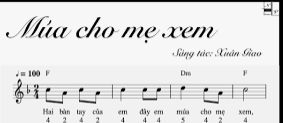 Múa cho mẹ xem
Sáng tác: Xuân Giao
♩ = 100 F Dm F
Hai bàn tay của em đây em múa cho mẹ xem,
4 2 4 2 4 4 4 5 4 2 4